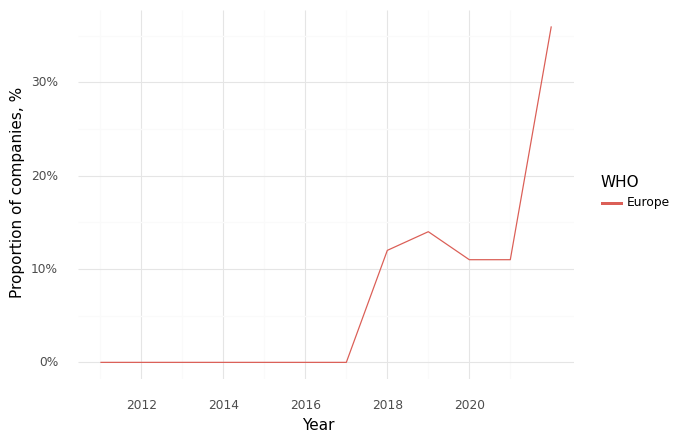 Proportion of companies, %
30%
20%
10%
0%
2012 2014 2016 2018 2020
Year
WHO
Europe